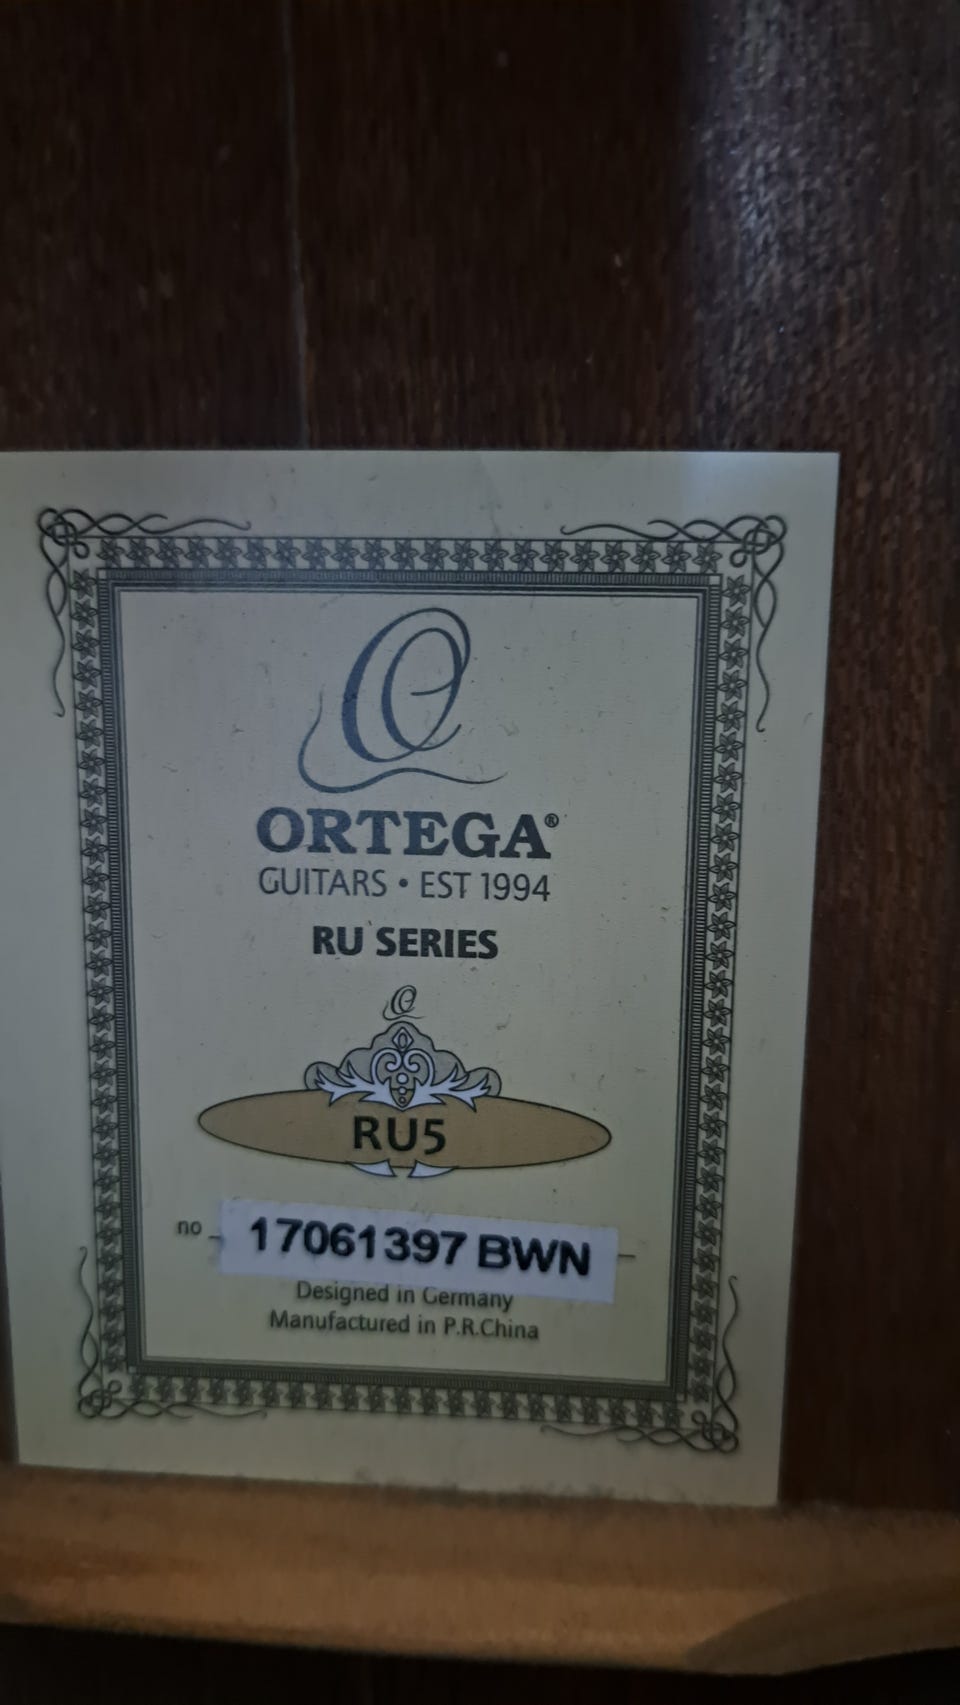 O
ORTEGA®
GUITARS • EST 1994
RU SERIES
O
RU5
no 17061397 BWN
Designed in Germany
Manufactured in P.R.China